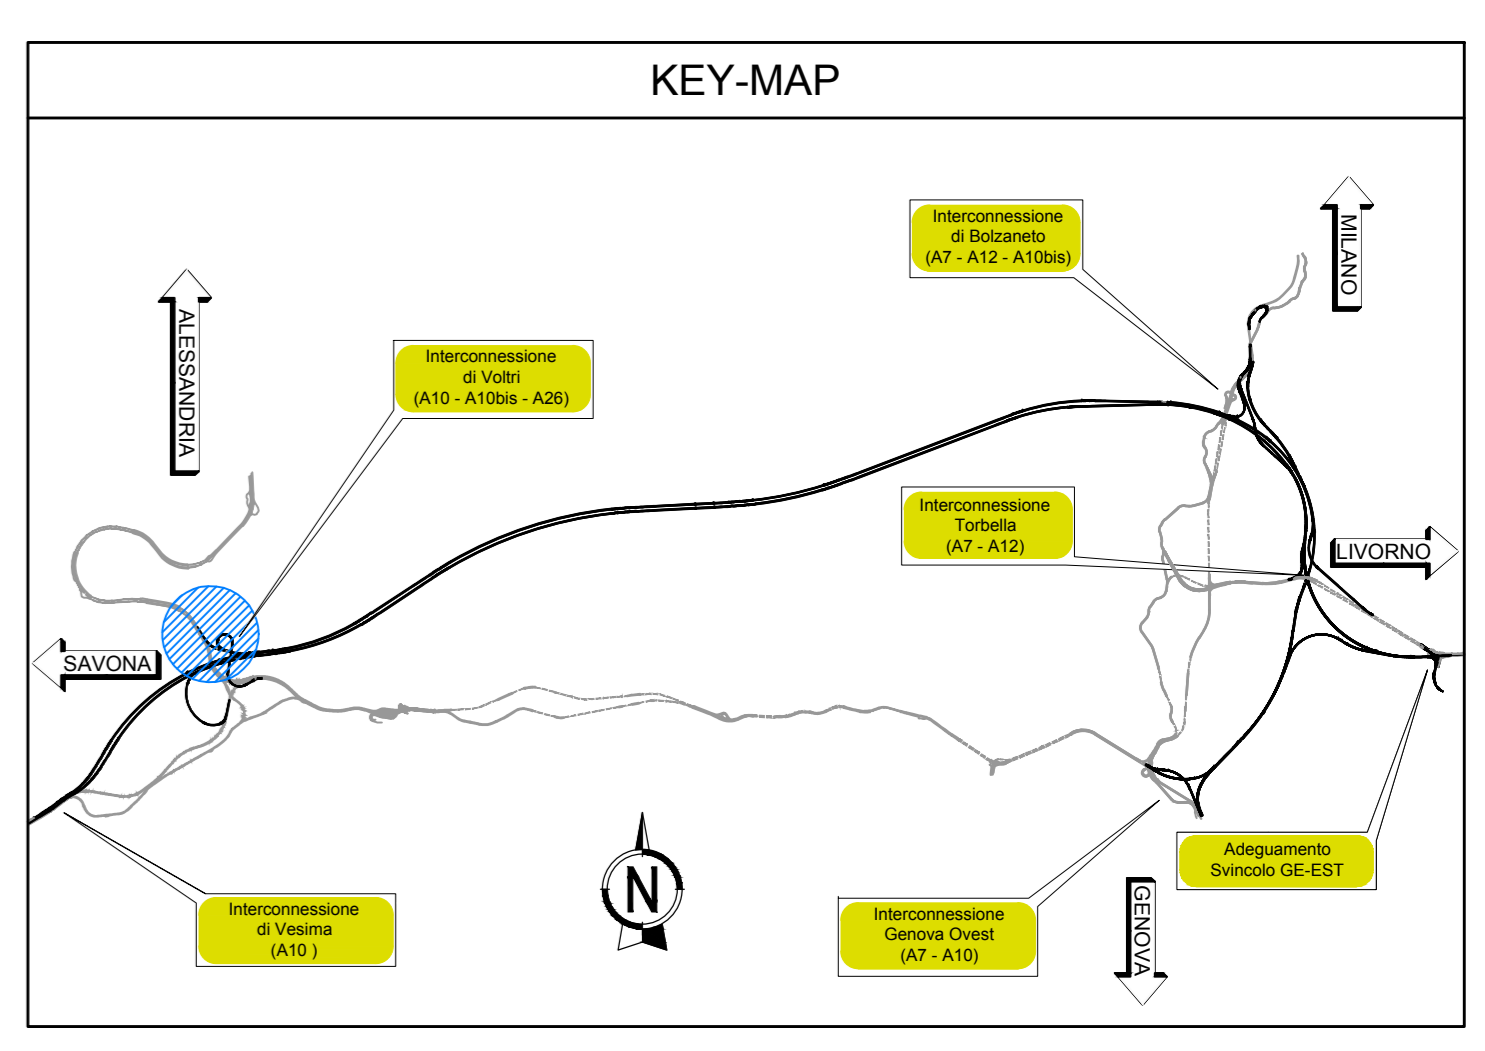 KEY-MAP
MILANO
Interconnessione
di Bolzaneto
(A7 - A12 - A10bis)
ALESSANDRIA
Interconnessione
di Voltri
(A10 - A10bis - A26)
Interconnessione
Torbella
(A7 - A12)
LIVORNO
SAVONA
Adeguamento
Svincolo GE-EST
Interconnessione
di Vesima
(A10 )
N
Interconnessione
Genova Ovest
(A7 - A10)
GENOVA